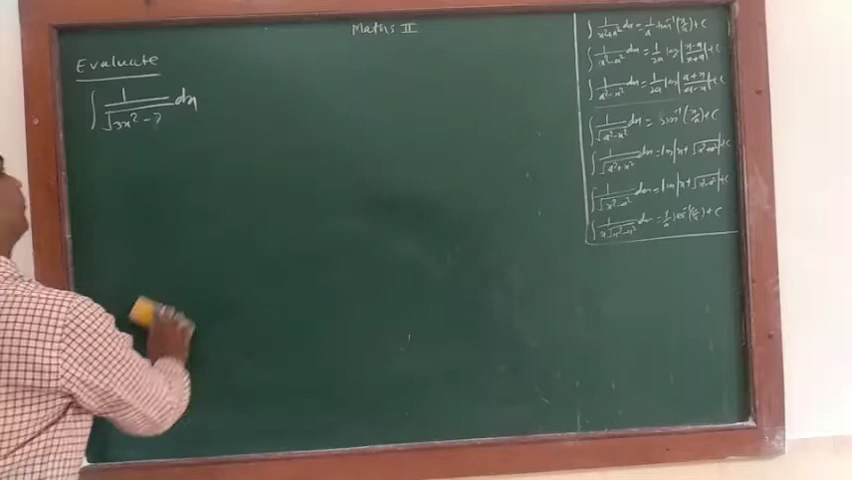 Maths II
Evaluate
∫ 1/√(3x² - 7) dx
∫ 1/(x²+a²) dx = 1/a tan⁻¹(x/a) + C
∫ 1/(x²-a²) dx = 1/2a log|(x-a)/(x+a)| + C
∫ 1/(a²-x²) dx = 1/2a log|(a+x)/(a-x)| + C
∫ 1/√(a²-x²) dx = sin⁻¹(x/a) + C
∫ 1/√(a²+x²) dx = log|x + √(x²+a²)| + C
∫ 1/√(x²-a²) dx = log|x + √(x²-a²)| + C
∫ 1/(x√(x²-a²)) dx = 1/a sec⁻¹(x/a) + C